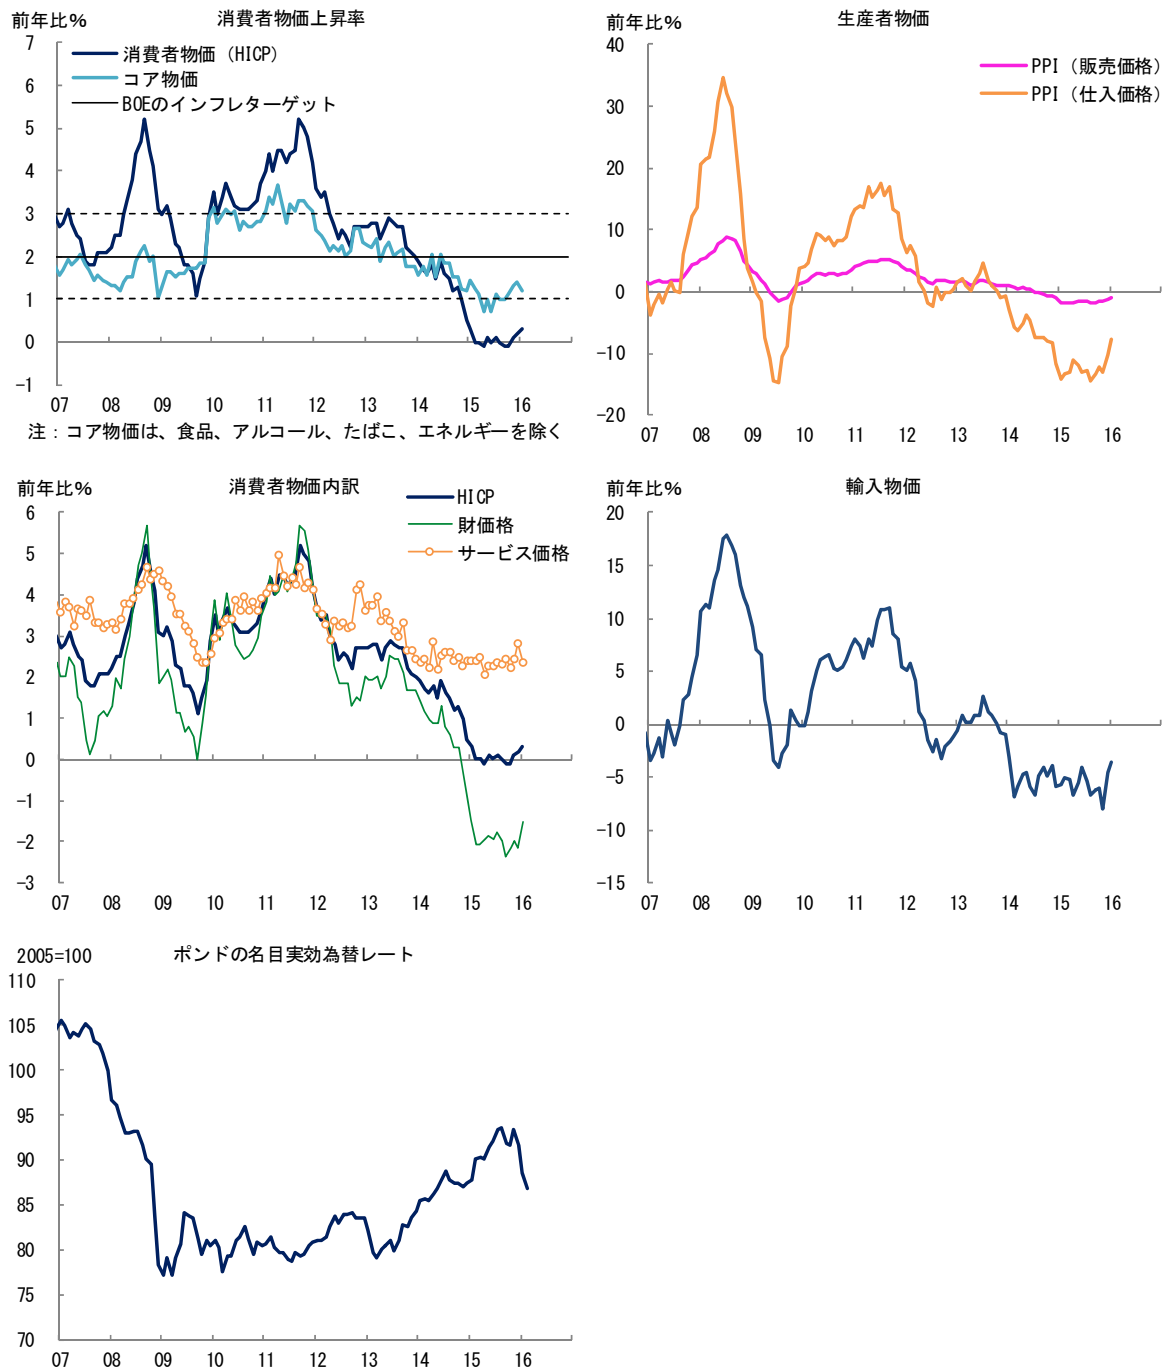 消費者物価上昇率
前年比%
消費者物価（HICP）
コア物価
BOEのインフレターゲット
7
6
5
4
3
2
1
0
−1
07 08 09 10 11 12 13 14 15 16
注：コア物価は、食品、アルコール、たばこ、エネルギーを除く
生産者物価
前年比%
PPI（販売価格）
PPI（仕入価格）
40
30
20
10
0
−10
−20
07 08 09 10 11 12 13 14 15 16
消費者物価内訳
前年比%
HICP
財価格
サービス価格
6
5
4
3
2
1
0
−1
−2
−3
07 08 09 10 11 12 13 14 15 16
輸入物価
前年比%
20
15
10
5
0
−5
−10
−15
07 08 09 10 11 12 13 14 15 16
ポンドの名目実効為替レート
2005=100
110
105
100
95
90
85
80
75
70
07 08 09 10 11 12 13 14 15 16